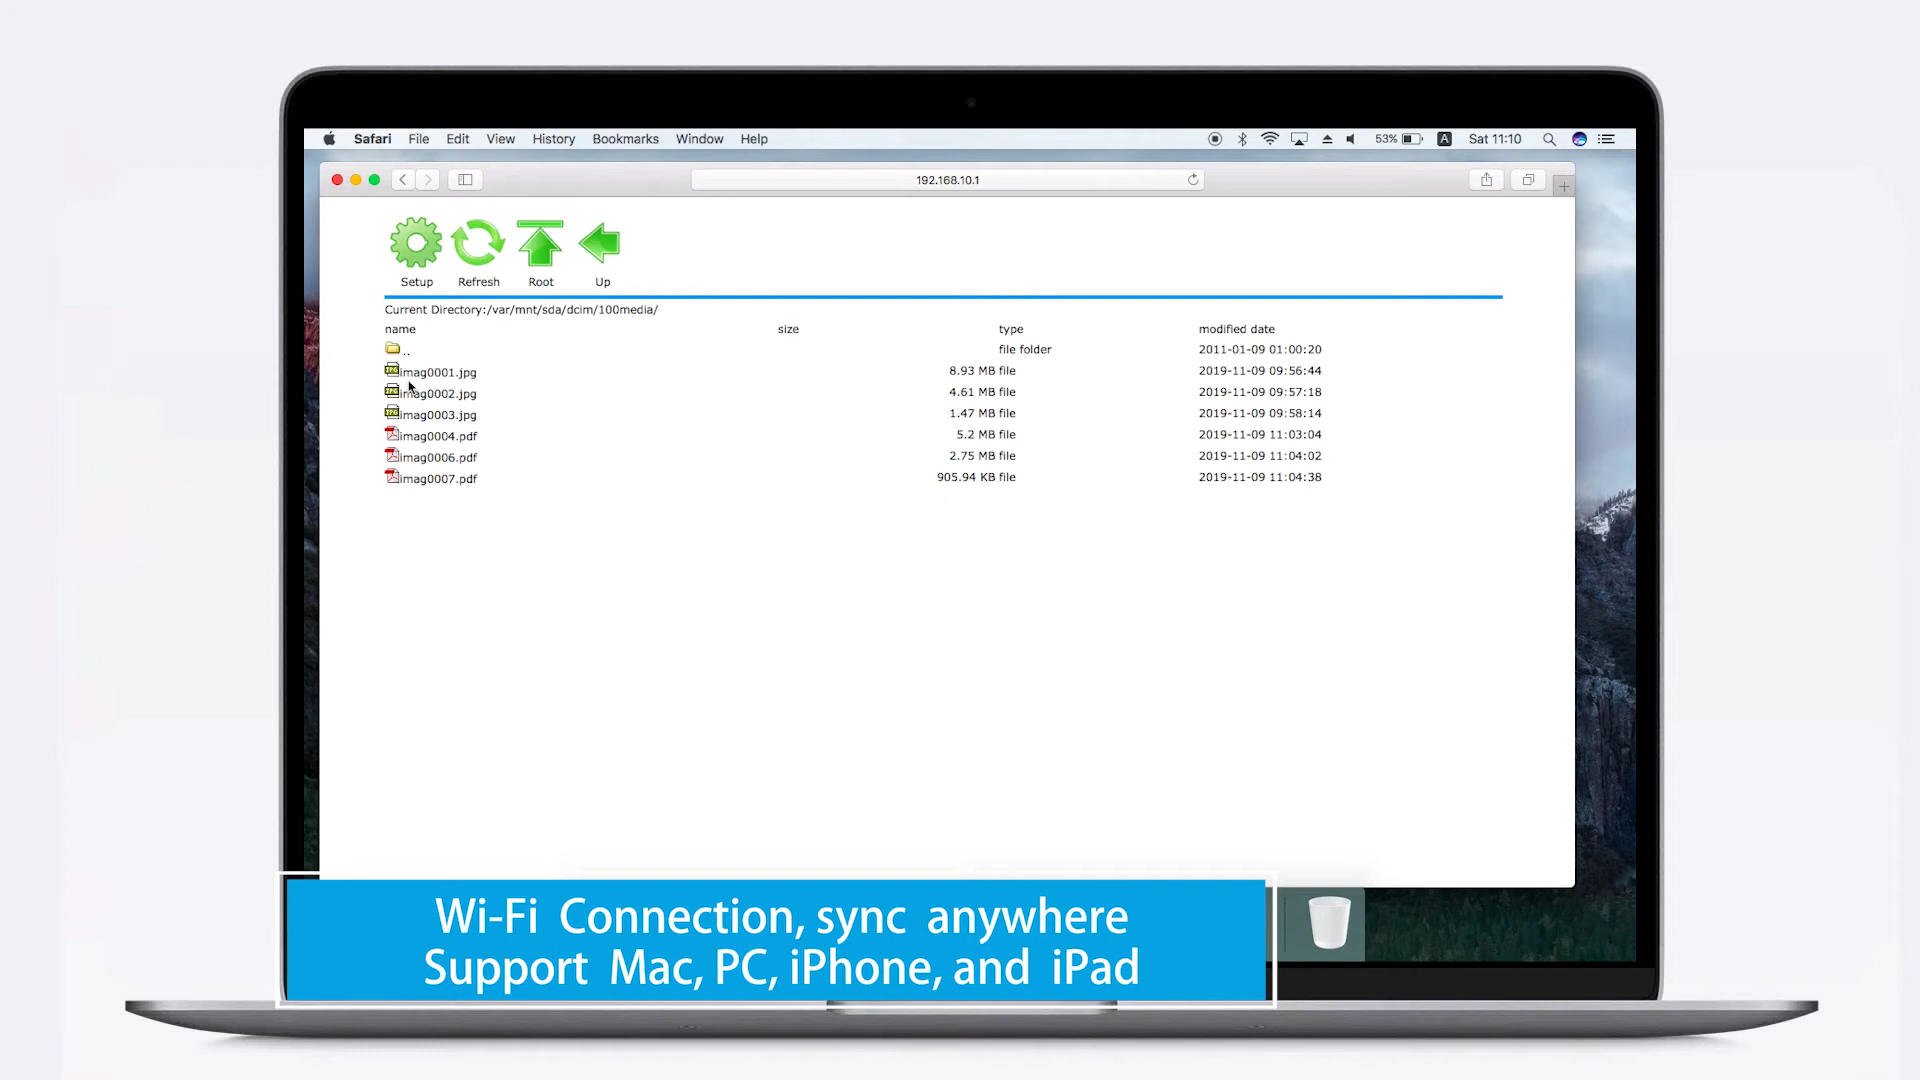 Safari File Edit View History Bookmarks Window Help 53% A Sat 11:10
192.168.10.1
Setup Refresh Root Up
Current Directory:/var/mnt/sda/dcim/100media/
name size type modified date
.. file folder 2011-01-09 01:00:20
imag0001.jpg 8.93 MB file 2019-11-09 09:56:44
imag0002.jpg 4.61 MB file 2019-11-09 09:57:18
imag0003.jpg 1.47 MB file 2019-11-09 09:58:14
imag0004.pdf 5.2 MB file 2019-11-09 11:03:04
imag0006.pdf 2.75 MB file 2019-11-09 11:04:02
imag0007.pdf 905.94 KB file 2019-11-09 11:04:38
Wi-Fi Connection, sync anywhere
Support Mac, PC, iPhone, and iPad